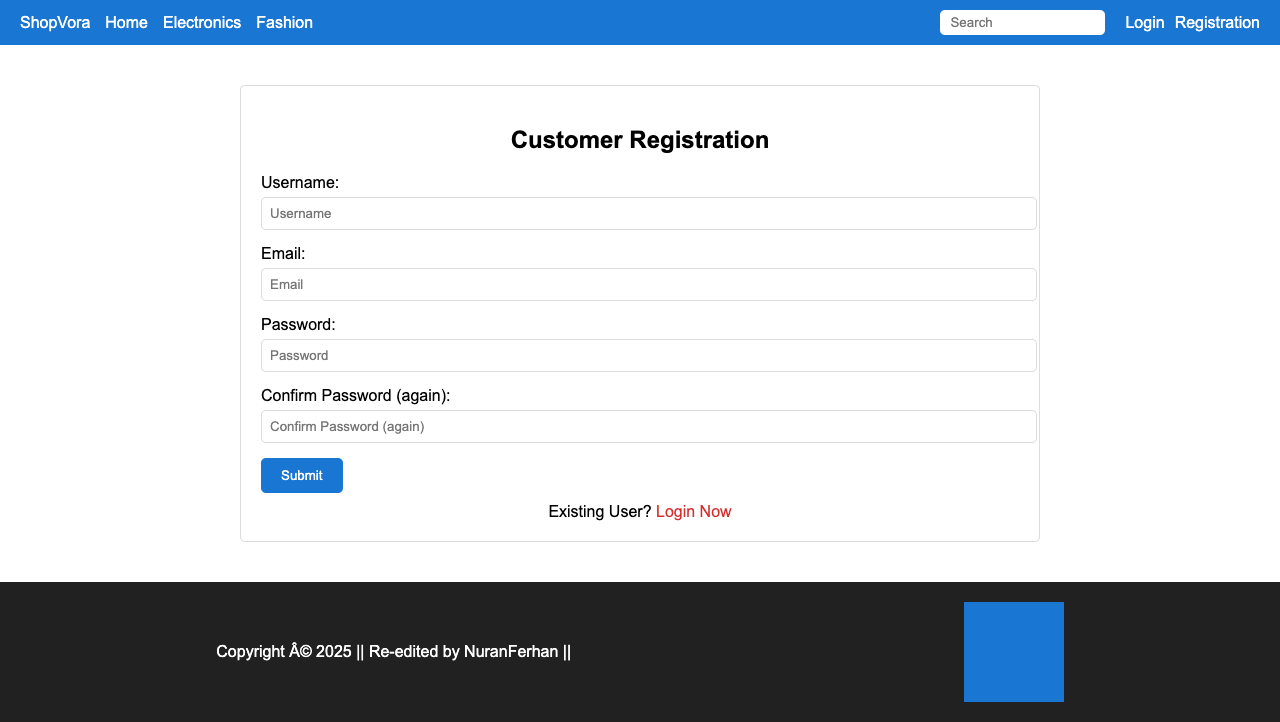 ShopVora Home Electronics Fashion Search Login Registration
Customer Registration
Username:
Username
Email:
Email
Password:
Password
Confirm Password (again):
Confirm Password (again)
Submit
Existing User? Login Now
Copyright Â© 2025 || Re-edited by NuranFerhan ||